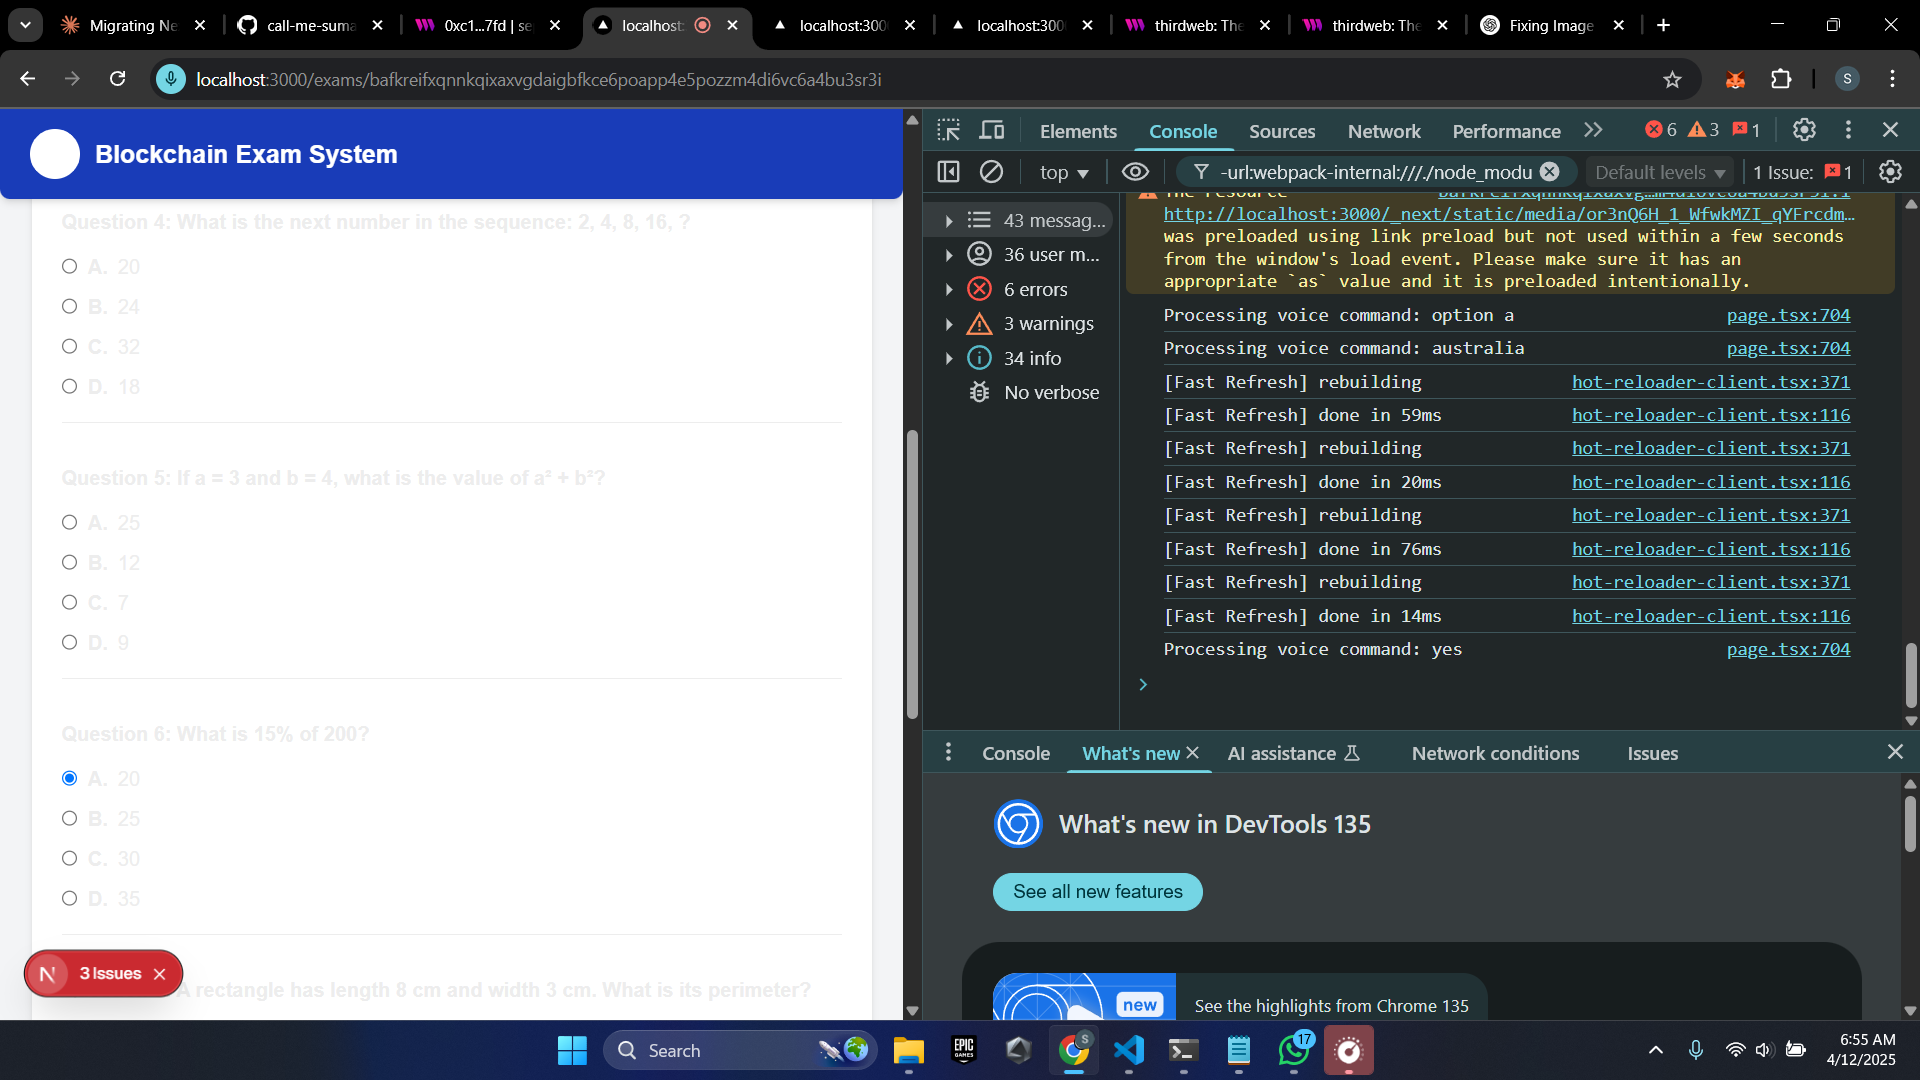 Migrating Ne
call-me-suma
0xc1...7fd | se
localhost:
localhost:300
localhost:300
thirdweb: The
thirdweb: The
Fixing Image
localhost:3000/exams/bafkreifxqnnkqixaxvgdaigbfkce6poapp4e5pozzm4di6vc6a4bu3sr3i
S
Blockchain Exam System
Question 4: What is the next number in the sequence: 2, 4, 8, 16, ?
A. 20
B. 24
C. 32
D. 18
Question 5: If a = 3 and b = 4, what is the value of a² + b²?
A. 25
B. 12
C. 7
D. 9
Question 6: What is 15% of 200?
A. 20
B. 25
C. 30
D. 35
A rectangle has length 8 cm and width 3 cm. What is its perimeter?
N 3 Issues
Elements Console Sources Network Performance 6 3 1
top -url:webpack-internal:///./node_modu Default levels 1 Issue: 1
43 messag...
36 user m...
6 errors
3 warnings
34 info
No verbose
http://localhost:3000/_next/static/media/or3nQ6H_1_WfwkMZI_qYFrcdm…
was preloaded using link preload but not used within a few seconds
from the window's load event. Please make sure it has an
appropriate `as` value and it is preloaded intentionally.
Processing voice command: option a page.tsx:704
Processing voice command: australia page.tsx:704
[Fast Refresh] rebuilding hot-reloader-client.tsx:371
[Fast Refresh] done in 59ms hot-reloader-client.tsx:116
[Fast Refresh] rebuilding hot-reloader-client.tsx:371
[Fast Refresh] done in 20ms hot-reloader-client.tsx:116
[Fast Refresh] rebuilding hot-reloader-client.tsx:371
[Fast Refresh] done in 76ms hot-reloader-client.tsx:116
[Fast Refresh] rebuilding hot-reloader-client.tsx:371
[Fast Refresh] done in 14ms hot-reloader-client.tsx:116
Processing voice command: yes page.tsx:704
Console What's new AI assistance Network conditions Issues
What's new in DevTools 135
See all new features
new
See the highlights from Chrome 135
Search
EPIC
GAMES
S
17
6:55 AM
4/12/2025